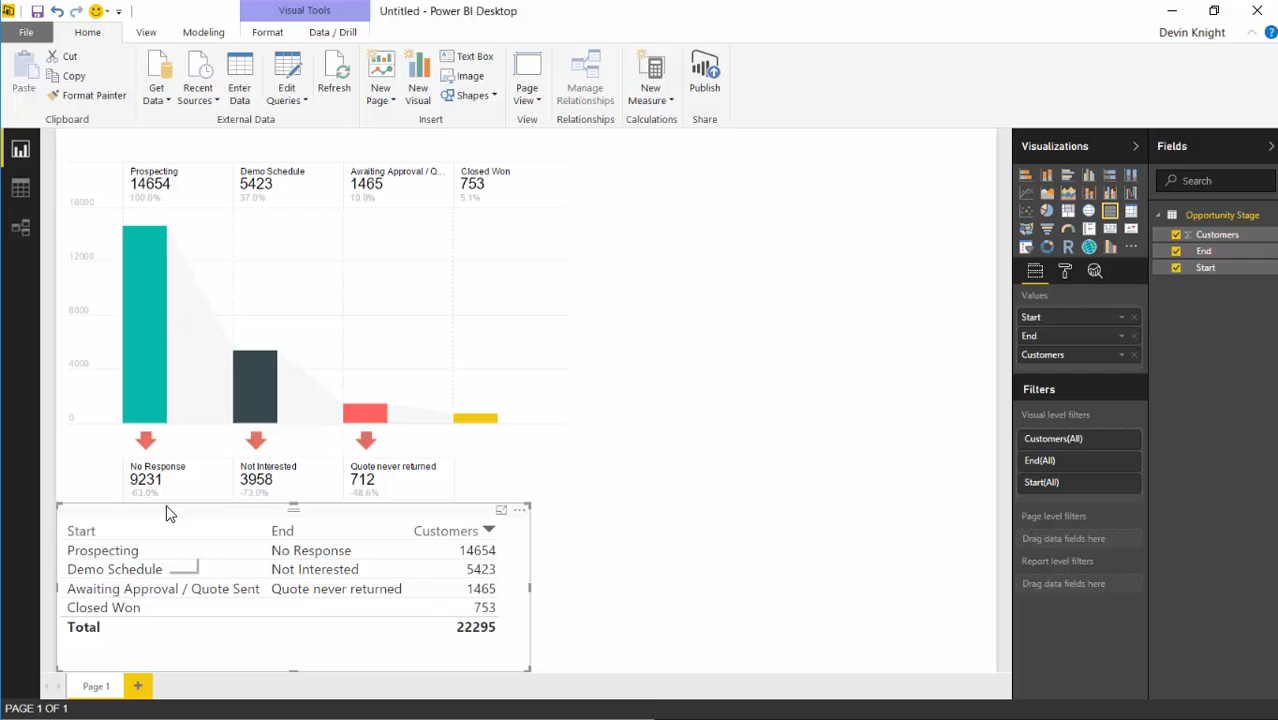 Visual Tools
Untitled - Power BI Desktop
File
Home
View
Modeling
Format
Data / Drill
Devin Knight
?
Paste
Cut
Copy
Format Painter
Clipboard
Get Data
Recent Sources
Enter Data
Edit Queries
Refresh
External Data
New Page
New Visual
Text Box
Image
Shapes
Insert
Page View
View
Manage Relationships
Relationships
New Measure
Calculations
Publish
Share
Prospecting
14654
100.0%
Demo Schedule
5423
37.0%
Awaiting Approval / Q...
1465
10.0%
Closed Won
753
5.1%
16000
12000
8000
4000
0
No Response
9231
-63.0%
Not Interested
3958
-73.0%
Quote never returned
712
-48.6%
Start End Customers
Prospecting No Response 14654
Demo Schedule Not Interested 5423
Awaiting Approval / Quote Sent Quote never returned 1465
Closed Won 753
Total 22295
Visualizations
R
Values
Start
End
Customers
Filters
Visual level filters
Customers(All)
End(All)
Start(All)
Page level filters
Drag data fields here
Report level filters
Drag data fields here
Fields
Search
Opportunity Stage
Σ Customers
End
Start
Page 1
PAGE 1 OF 1